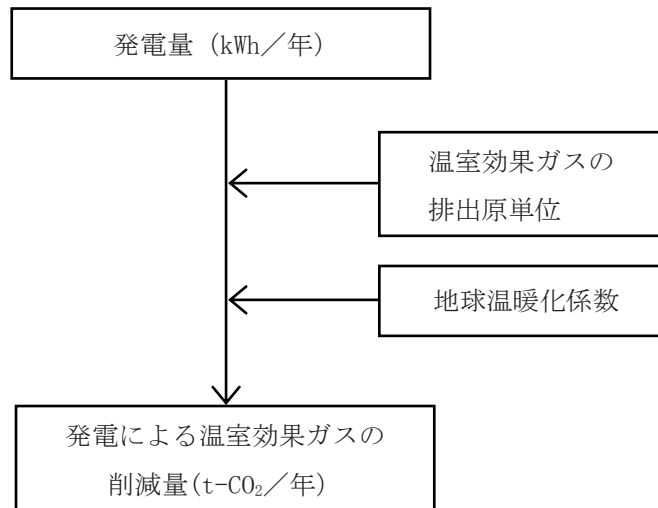 発電量 (kWh／年)
温室効果ガスの
排出原単位
地球温暖化係数
発電による温室効果ガスの
削減量(t-CO₂／年)